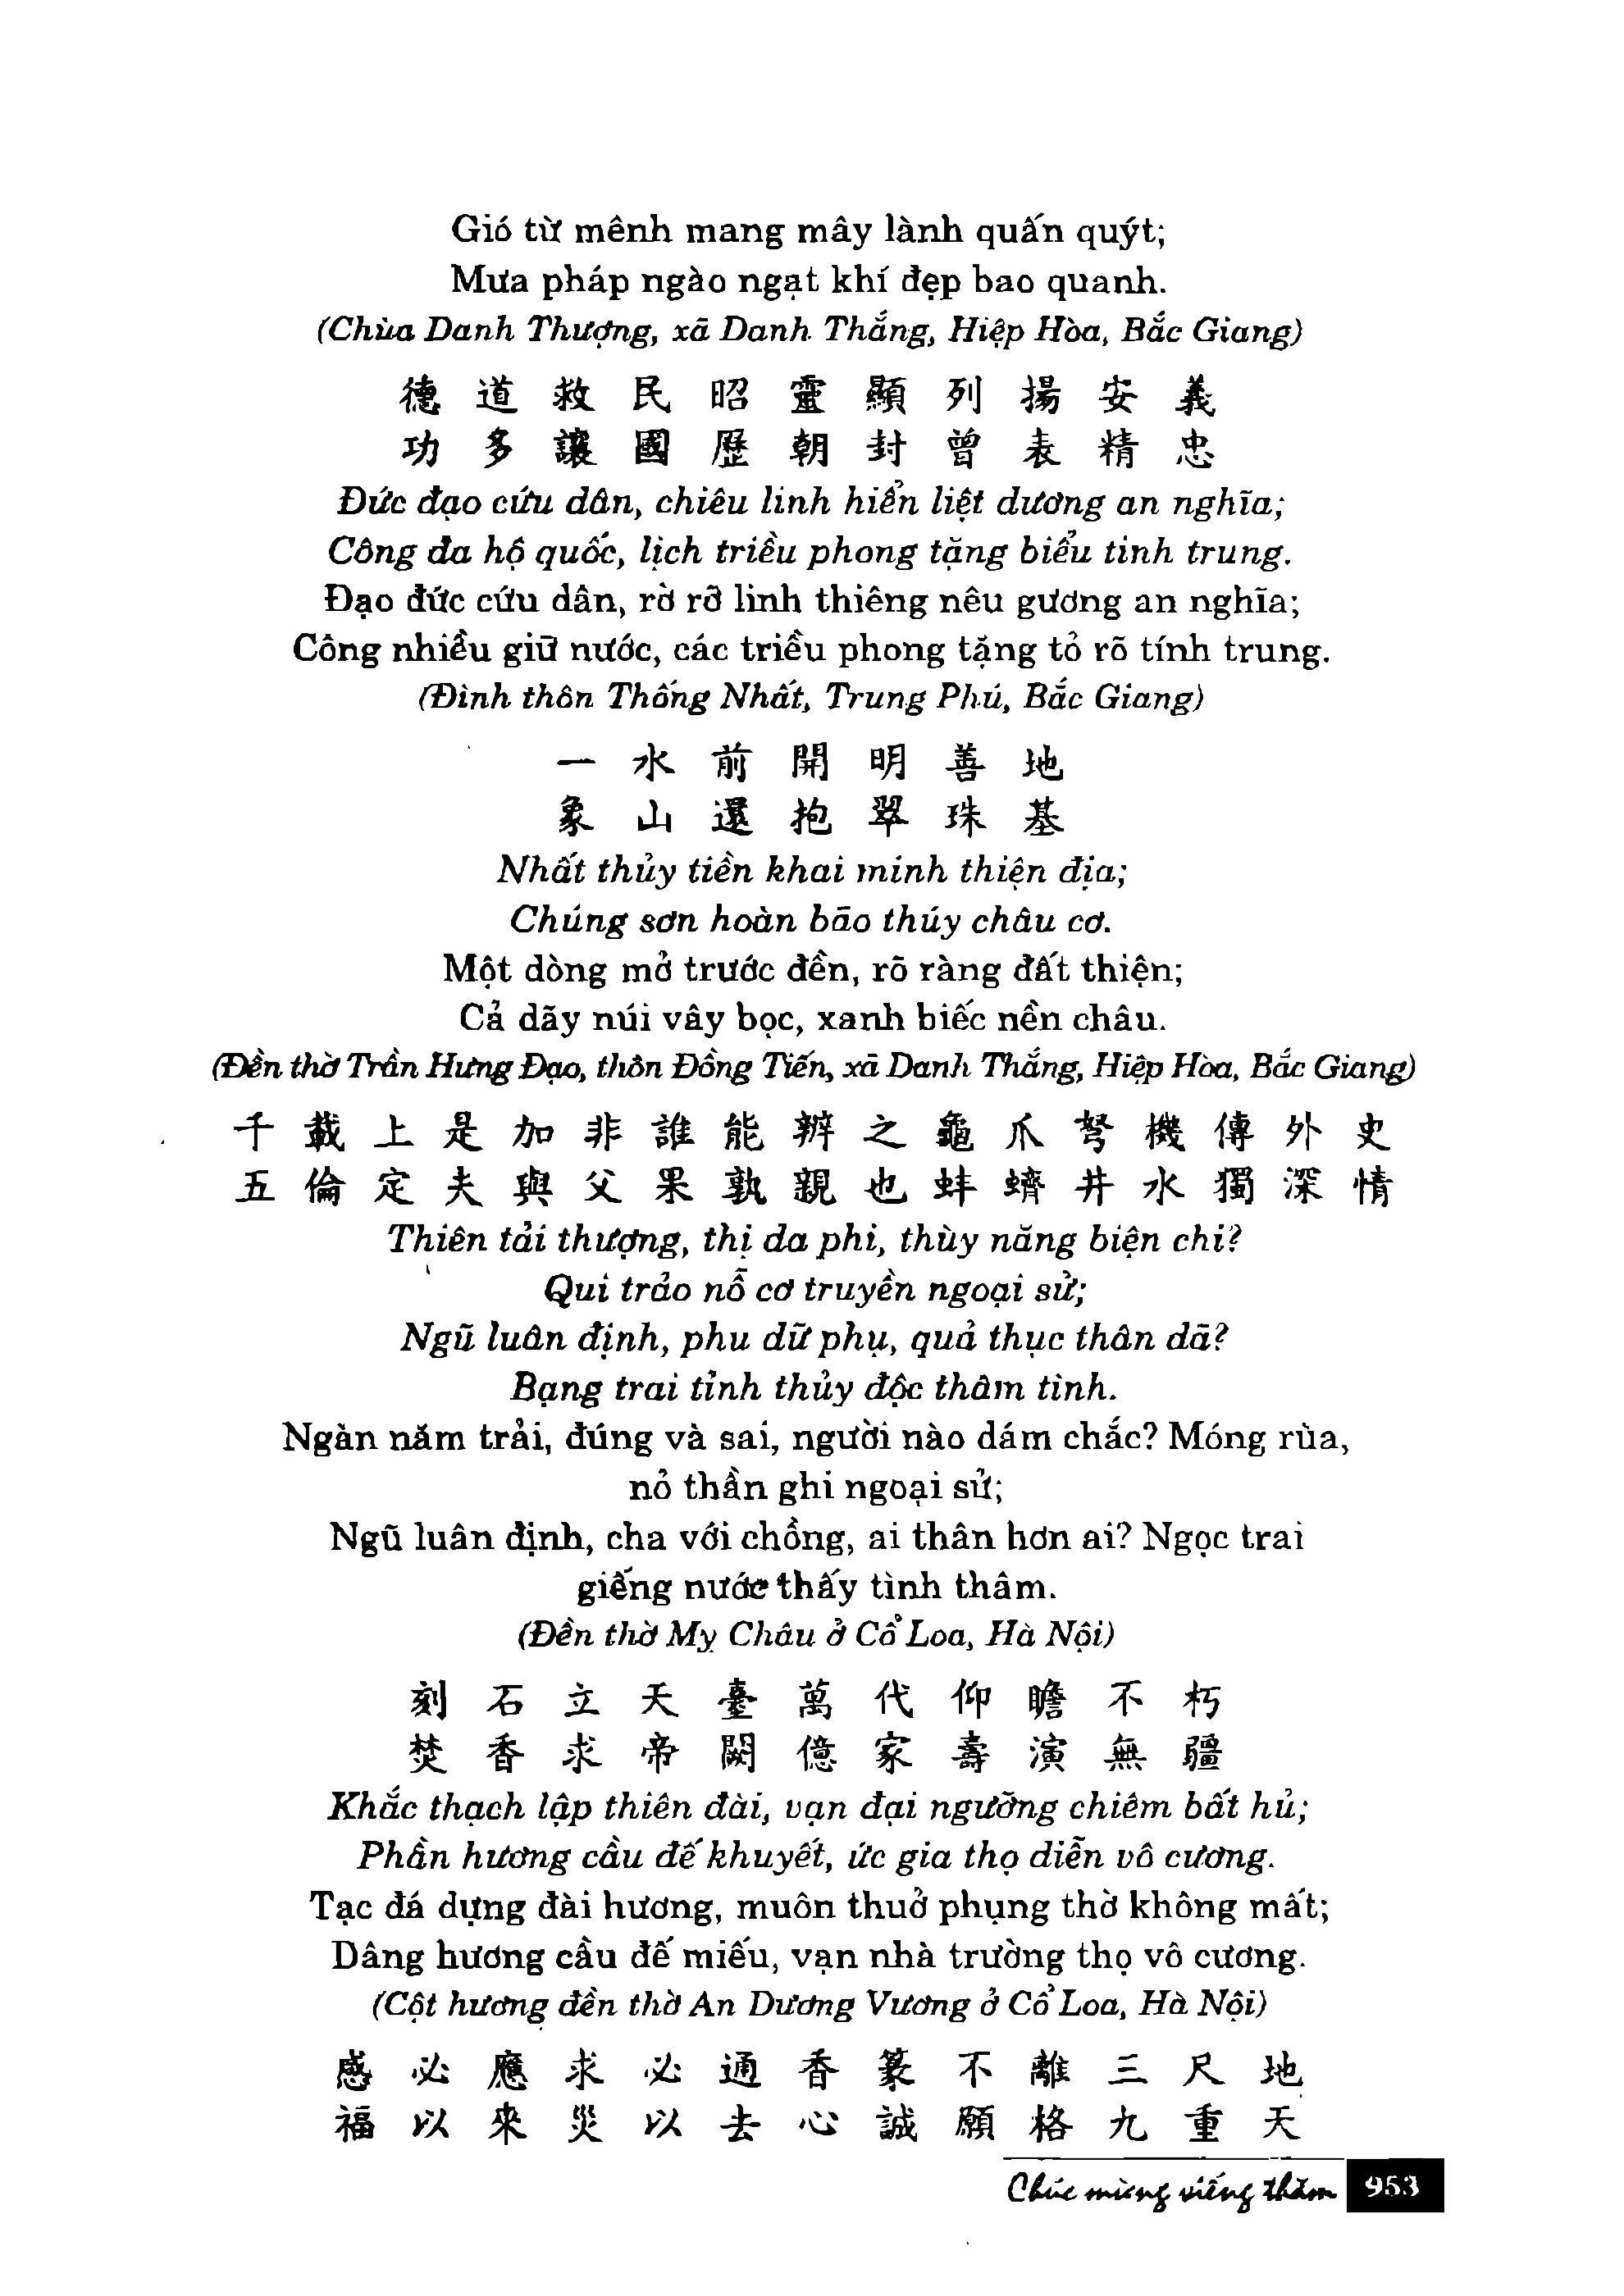 Gió từ mênh mang mây lành quấn quýt;
Mưa pháp ngào ngạt khí đẹp bao quanh.
(Chùa Danh Thượng, xã Danh Thắng, Hiệp Hòa, Bắc Giang)
德道救民昭靈顯列揚安義
功多讓國歷朝封曾表精忠
Đức đạo cứu dân, chiêu linh hiển liệt dương an nghĩa;
Công đa hộ quốc, lịch triều phong tặng biểu tinh trung.
Đạo đức cứu dân, rờ rỡ linh thiêng nêu gương an nghĩa;
Công nhiều giữ nước, các triều phong tặng tỏ rõ tính trung.
(Đình thôn Thống Nhất, Trung Phú, Bắc Giang)
一水前開明善地
象山還抱翠珠基
Nhất thủy tiền khai minh thiện địa;
Chúng sơn hoàn bão thúy châu cơ.
Một dòng mở trước đền, rõ ràng đất thiện;
Cả dãy núi vây bọc, xanh biếc nền châu.
(Đền thờ Trần Hưng Đạo, thôn Đồng Tiến, xã Danh Thắng, Hiệp Hòa, Bắc Giang)
千載上是加非誰能辦之龜爪弩機傳外史
五倫定夫與父果孰親也蚌蠐井水獨深情
Thiên tải thượng, thị da phi, thùy năng biện chi?
Qui trảo nỗ cơ truyền ngoại sử;
Ngũ luân định, phu dữ phụ, quả thục thân dã?
Bạng trai tỉnh thủy độc thâm tình.
Ngàn năm trải, đúng và sai, người nào dám chắc? Móng rùa,
nỏ thần ghi ngoại sử;
Ngũ luân định, cha với chồng, ai thân hơn ai? Ngọc trai
giếng nước thấy tình thâm.
(Đền thờ Mỵ Châu ở Cổ Loa, Hà Nội)
刻石立天臺萬代仰瞻不朽
焚香求帝闕億家壽演無疆
Khắc thạch lập thiên đài, vạn đại ngưỡng chiêm bất hủ;
Phần hương cầu đế khuyết, ức gia thọ diễn vô cương.
Tạc đá dựng đài hương, muôn thuở phụng thờ không mất;
Dâng hương cầu đế miếu, vạn nhà trường thọ vô cương.
(Cột hương đền thờ An Dương Vương ở Cổ Loa, Hà Nội)
感必應求必通香篆不離三尺地
福以來災以去心誠願格九重天
Chúc mừng viếng thăm 953